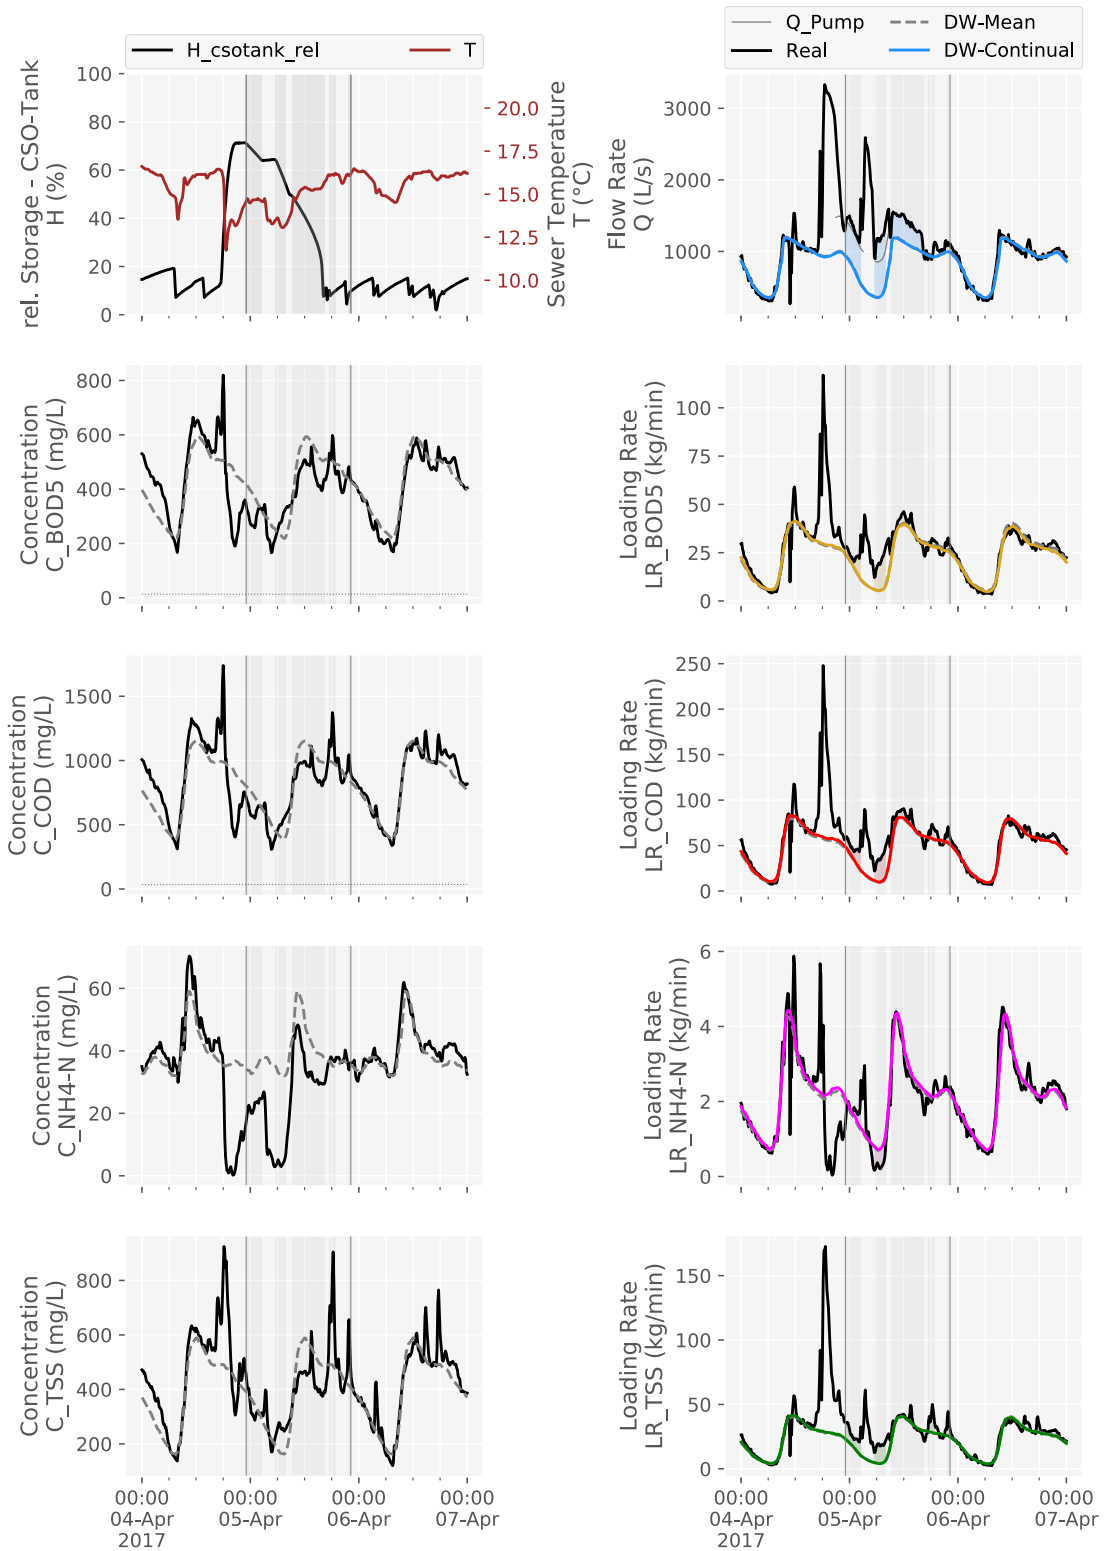 H_csotank_rel
T
Q_Pump
Real
DW-Mean
DW-Continual
rel. Storage - CSO-Tank
H (%)
100
80
60
40
20
0
20.0
17.5
15.0
12.5
10.0
Sewer Temperature
T (°C)
Flow Rate
Q (L/s)
3000
2000
1000
Concentration
C_BOD5 (mg/L)
800
600
400
200
0
Loading Rate
LR_BOD5 (kg/min)
100
75
50
25
0
Concentration
C_COD (mg/L)
1500
1000
500
0
Loading Rate
LR_COD (kg/min)
250
200
150
100
50
0
Concentration
C_NH4-N (mg/L)
60
40
20
0
Loading Rate
LR_NH4-N (kg/min)
6
4
2
0
Concentration
C_TSS (mg/L)
800
600
400
200
Loading Rate
LR_TSS (kg/min)
150
100
50
0
00:00
04-Apr
2017
00:00
05-Apr
00:00
06-Apr
00:00
07-Apr
00:00
04-Apr
2017
00:00
05-Apr
00:00
06-Apr
00:00
07-Apr